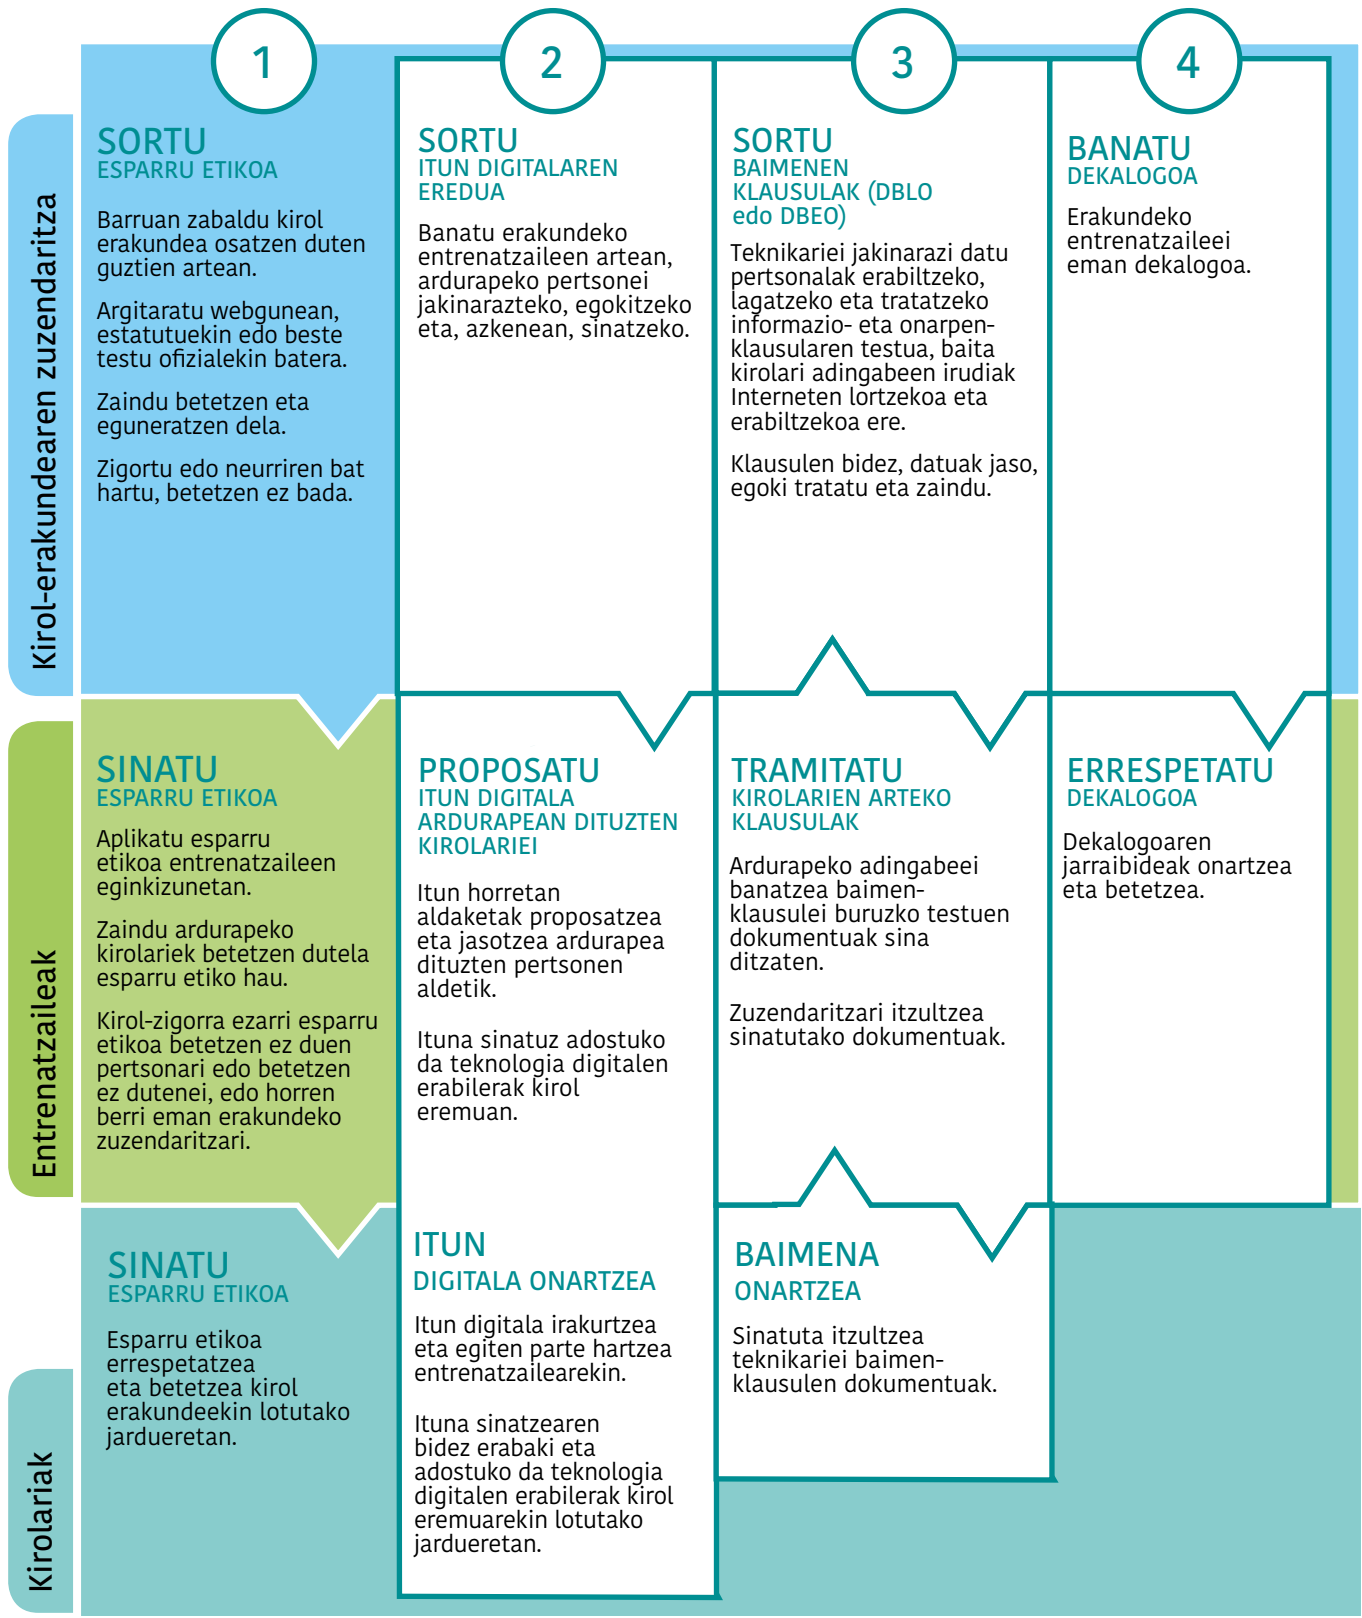 1
2
3
4
Kirol-erakundearen zuzendaritza
SORTU
ESPARRU ETIKOA
Barruan zabaldu kirol
erakundea osatzen duten
guztien artean.
Argitaratu webgunean,
estatutuekin edo beste
testu ofizialekin batera.
Zaindu betetzen eta
eguneratzen dela.
Zigortu edo neurriren bat
hartu, betetzen ez bada.
SORTU
ITUN DIGITALAREN
EREDUA
Banatu erakundeko
entrenatzaileen artean,
ardurapeko pertsonei
jakinarazteko, egokitzeko
eta, azkenean, sinatzeko.
SORTU
BAIMENEN
KLAUSULAK (DBLO
edo DBEO)
Teknikariei jakinarazi datu
pertsonalak erabiltzeko,
lagatzeko eta tratatzeko
informazio- eta onarpen-
klausularen testua, baita
kirolari adingabeen irudiak
Interneten lortzekoa eta
erabiltzekoa ere.
Klausulen bidez, datuak jaso,
egoki tratatu eta zaindu.
BANATU
DEKALOGOA
Erakundeko
entrenatzaileei
eman dekalogoa.
Entrenatzaileak
SINATU
ESPARRU ETIKOA
Aplikatu esparru
etikoa entrenatzaileen
eginkizunetan.
Zaindu ardurapeko
kirolariek betetzen dutela
esparru etiko hau.
Kirol-zigorra ezarri esparru
etikoa betetzen ez duen
pertsonari edo betetzen
ez dutenei, edo horren
berri eman erakundeko
zuzendaritzari.
PROPOSATU
ITUN DIGITALA
ARDURAPEAN DITUZTEN
KIROLARIEI
Itun horretan
aldaketak proposatzea
eta jasotzea ardurapea
dituzten pertsonen
aldetik.
Ituna sinatuz adostuko
da teknologia digitalen
erabilerak kirol
eremuan.
TRAMITATU
KIROLARIEN ARTEKO
KLAUSULAK
Ardurapeko adingabeei
banatzea baimen-
klausulei buruzko testuen
dokumentuak sina
ditzaten.
Zuzendaritzari itzultzea
sinatutako dokumentuak.
ERRESPETATU
DEKALOGOA
Dekalogoaren
jarraibideak onartzea
eta betetzea.
Kirolariak
SINATU
ESPARRU ETIKOA
Esparru etikoa
errespetatzea
eta betetzea kirol
erakundeekin lotutako
jardueretan.
ITUN
DIGITALA ONARTZEA
Itun digitala irakurtzea
eta egiten parte hartzea
entrenatzailearekin.
Ituna sinatzearen
bidez erabaki eta
adostuko da teknologia
digitalen erabilerak kirol
eremuarekin lotutako
jardueretan.
BAIMENA
ONARTZEA
Sinatuta itzultzea
teknikariei baimen-
klausulen dokumentuak.